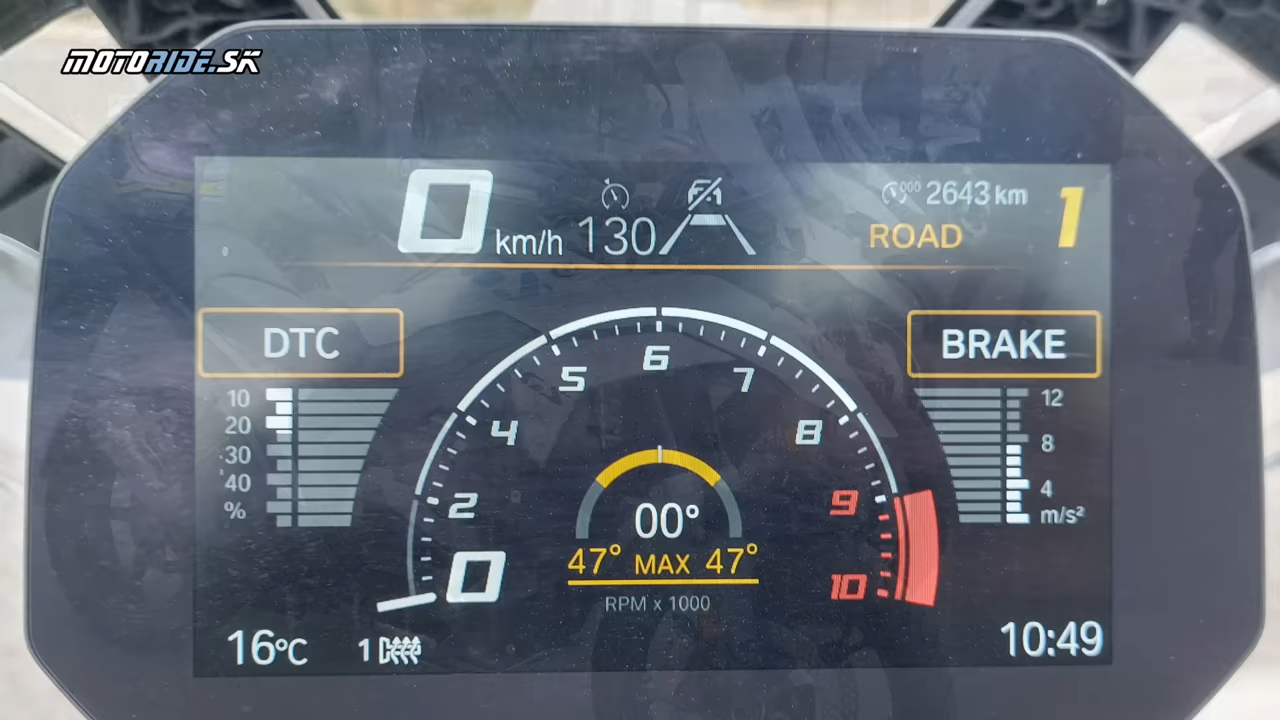 MOTORIDE.SK
0 km/h 130
000 2643 km
ROAD 1
DTC
BRAKE
10
20
30
40
%
12
8
4
m/s²
0 2 4 5 6 7 8 9 10
00°
47° MAX 47°
RPM x 1000
16°C 1
10:49